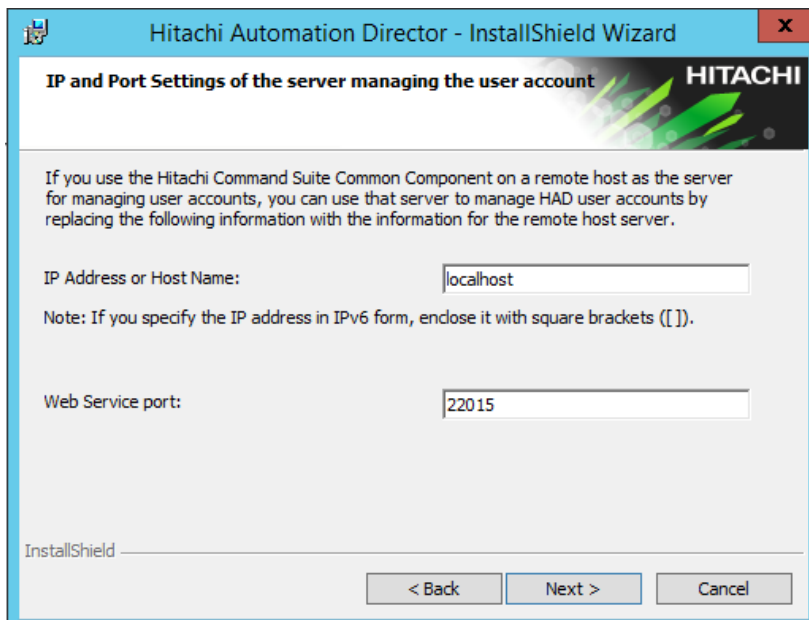 Hitachi Automation Director - InstallShield Wizard
x
IP and Port Settings of the server managing the user account
HITACHI
If you use the Hitachi Command Suite Common Component on a remote host as the server
for managing user accounts, you can use that server to manage HAD user accounts by
replacing the following information with the information for the remote host server.
IP Address or Host Name:
localhost
Note: If you specify the IP address in IPv6 form, enclose it with square brackets ([ ]).
Web Service port:
22015
InstallShield
< Back
Next >
Cancel